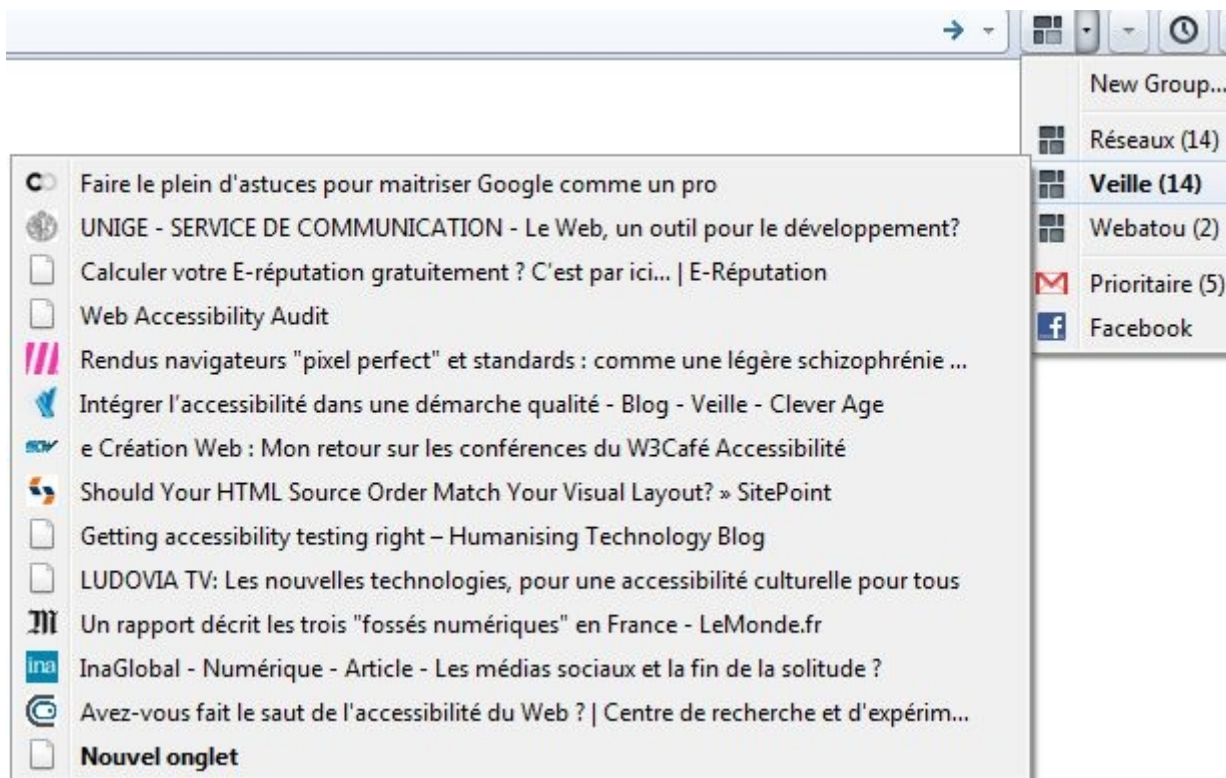 New Group...
Réseaux (14)
Veille (14)
Webatou (2)
Prioritaire (5)
Facebook
Faire le plein d'astuces pour maitriser Google comme un pro
UNIGE - SERVICE DE COMMUNICATION - Le Web, un outil pour le développement?
Calculer votre E-réputation gratuitement ? C'est par ici... | E-Réputation
Web Accessibility Audit
Rendus navigateurs "pixel perfect" et standards : comme une légère schizophrénie ...
Intégrer l'accessibilité dans une démarche qualité - Blog - Veille - Clever Age
e Création Web : Mon retour sur les conférences du W3Café Accessibilité
Should Your HTML Source Order Match Your Visual Layout? » SitePoint
Getting accessibility testing right – Humanising Technology Blog
LUDOVIA TV: Les nouvelles technologies, pour une accessibilité culturelle pour tous
Un rapport décrit les trois "fossés numériques" en France - LeMonde.fr
ina InaGlobal - Numérique - Article - Les médias sociaux et la fin de la solitude ?
Avez-vous fait le saut de l'accessibilité du Web ? | Centre de recherche et d'expérim...
Nouvel onglet